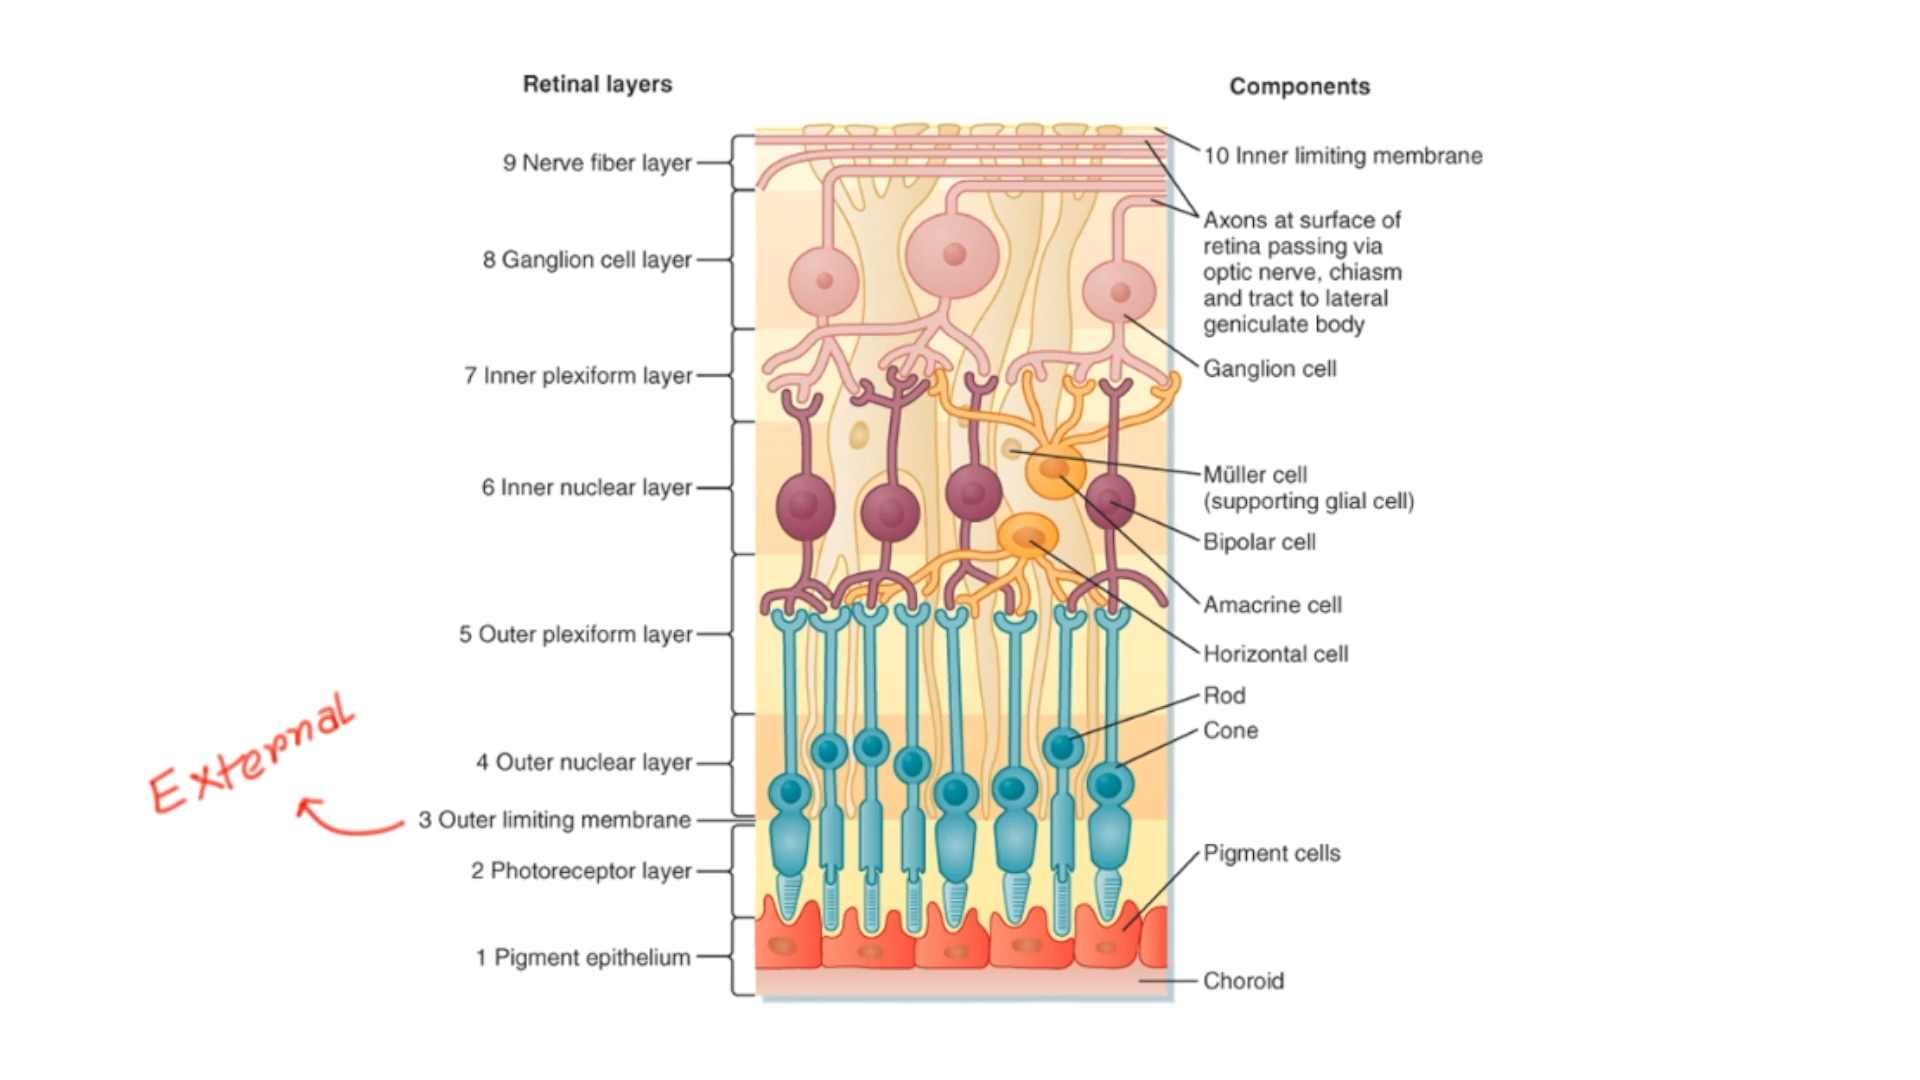 Retinal layers
9 Nerve fiber layer
8 Ganglion cell layer
7 Inner plexiform layer
6 Inner nuclear layer
5 Outer plexiform layer
4 Outer nuclear layer
External
3 Outer limiting membrane
2 Photoreceptor layer
1 Pigment epithelium
Components
10 Inner limiting membrane
Axons at surface of
retina passing via
optic nerve, chiasm
and tract to lateral
geniculate body
Ganglion cell
Müller cell
(supporting glial cell)
Bipolar cell
Amacrine cell
Horizontal cell
Rod
Cone
Pigment cells
Choroid